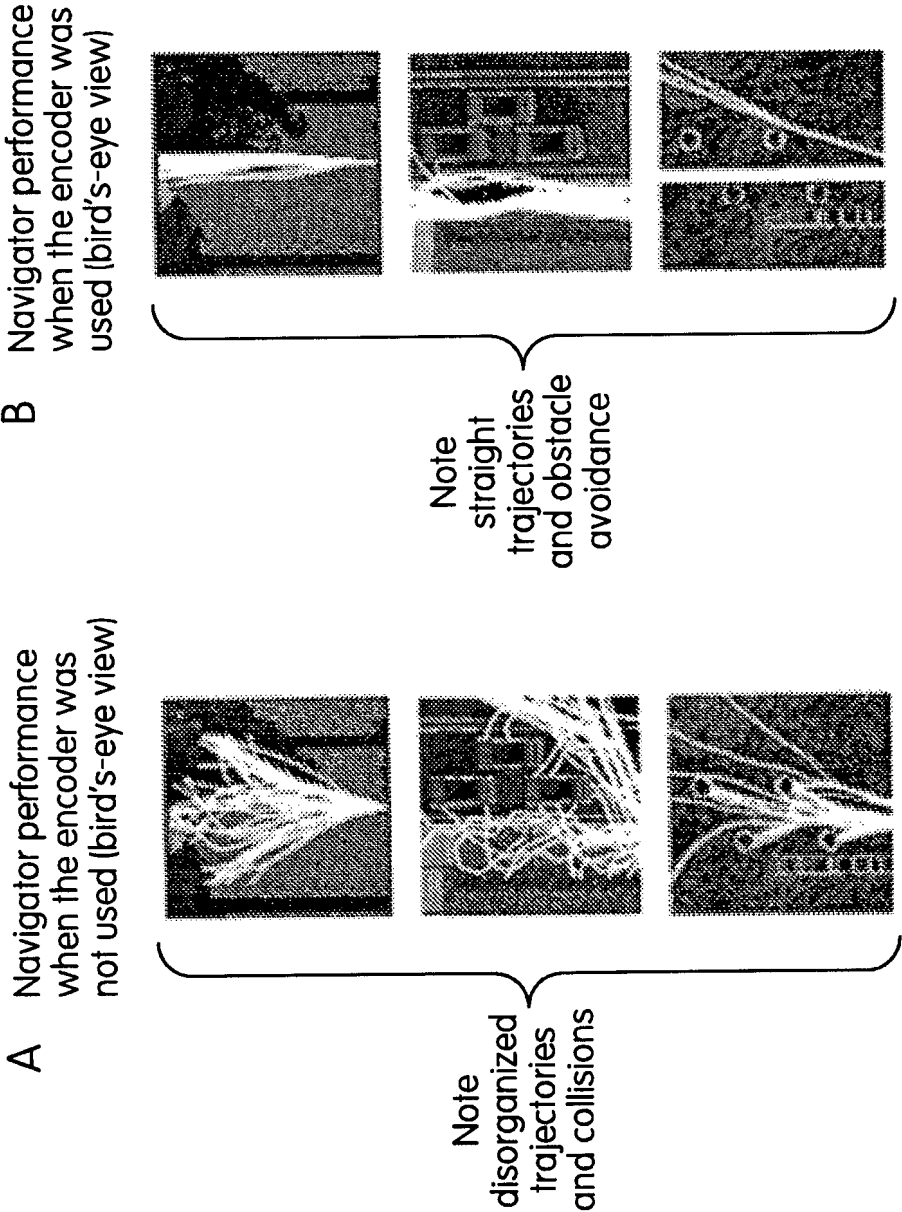 A
Navigator performance
when the encoder was
not used (bird's-eye view)
Note
disorganized
trajectories
and collisions
B
Navigator performance
when the encoder was
used (bird's-eye view)
Note
straight
trajectories
and obstacle
avoidance